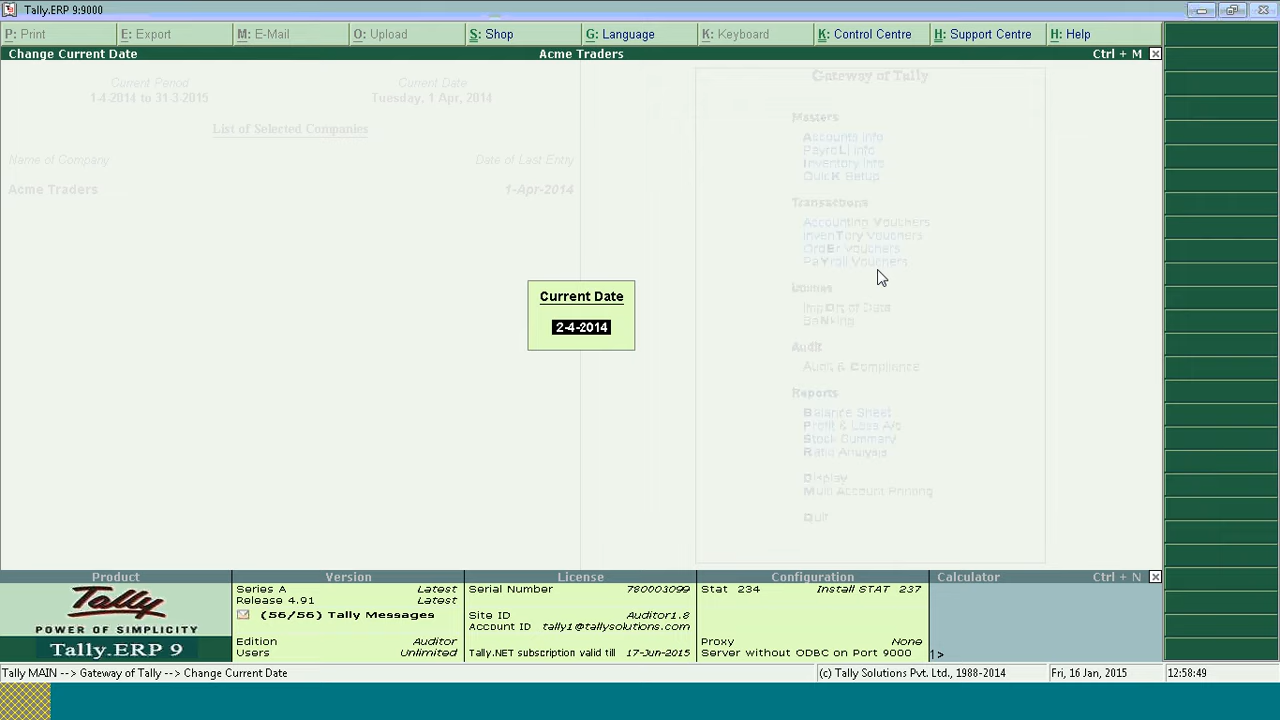 Tally.ERP 9:9000
P: Print E: Export M: E-Mail O: Upload S: Shop G: Language K: Keyboard K: Control Centre H: Support Centre H: Help
Change Current Date Acme Traders Ctrl + M
Current Period Current Date
1-4-2014 to 31-3-2015 Tuesday, 1 Apr, 2014
List of Selected Companies
Name of Company Date of Last Entry
Acme Traders 1-Apr-2014
Gateway of Tally
Masters
Accounts Info
Payroll Info
Inventory Info
Quick Setup
Transactions
Accounting Vouchers
InvenTory Vouchers
OrdEr Vouchers
PaYroll Vouchers
Utilities
ImpOrt of Data
BaNking
Audit
Audit & Compliance
Reports
Balance Sheet
Profit & Loss A/c
Stock Summary
Ratio Analysis
Display
Multi Account Printing
Quit
Current Date
2-4-2014
Product
Tally
POWER OF SIMPLICITY
Tally.ERP 9
Version
Series A Latest
Release 4.91 Latest
(56/56) Tally Messages
Edition Auditor
Users Unlimited
License
Serial Number 780003099
Site ID Auditor1.8
Account ID tally1@tallysolutions.com
Tally.NET subscription valid till 17-Jun-2015
Configuration
Stat 234 Install STAT 237
Proxy None
Server without ODBC on Port 9000
Calculator Ctrl + N
1>
Tally MAIN --> Gateway of Tally --> Change Current Date (c) Tally Solutions Pvt. Ltd., 1988-2014 Fri, 16 Jan, 2015 12:58:49